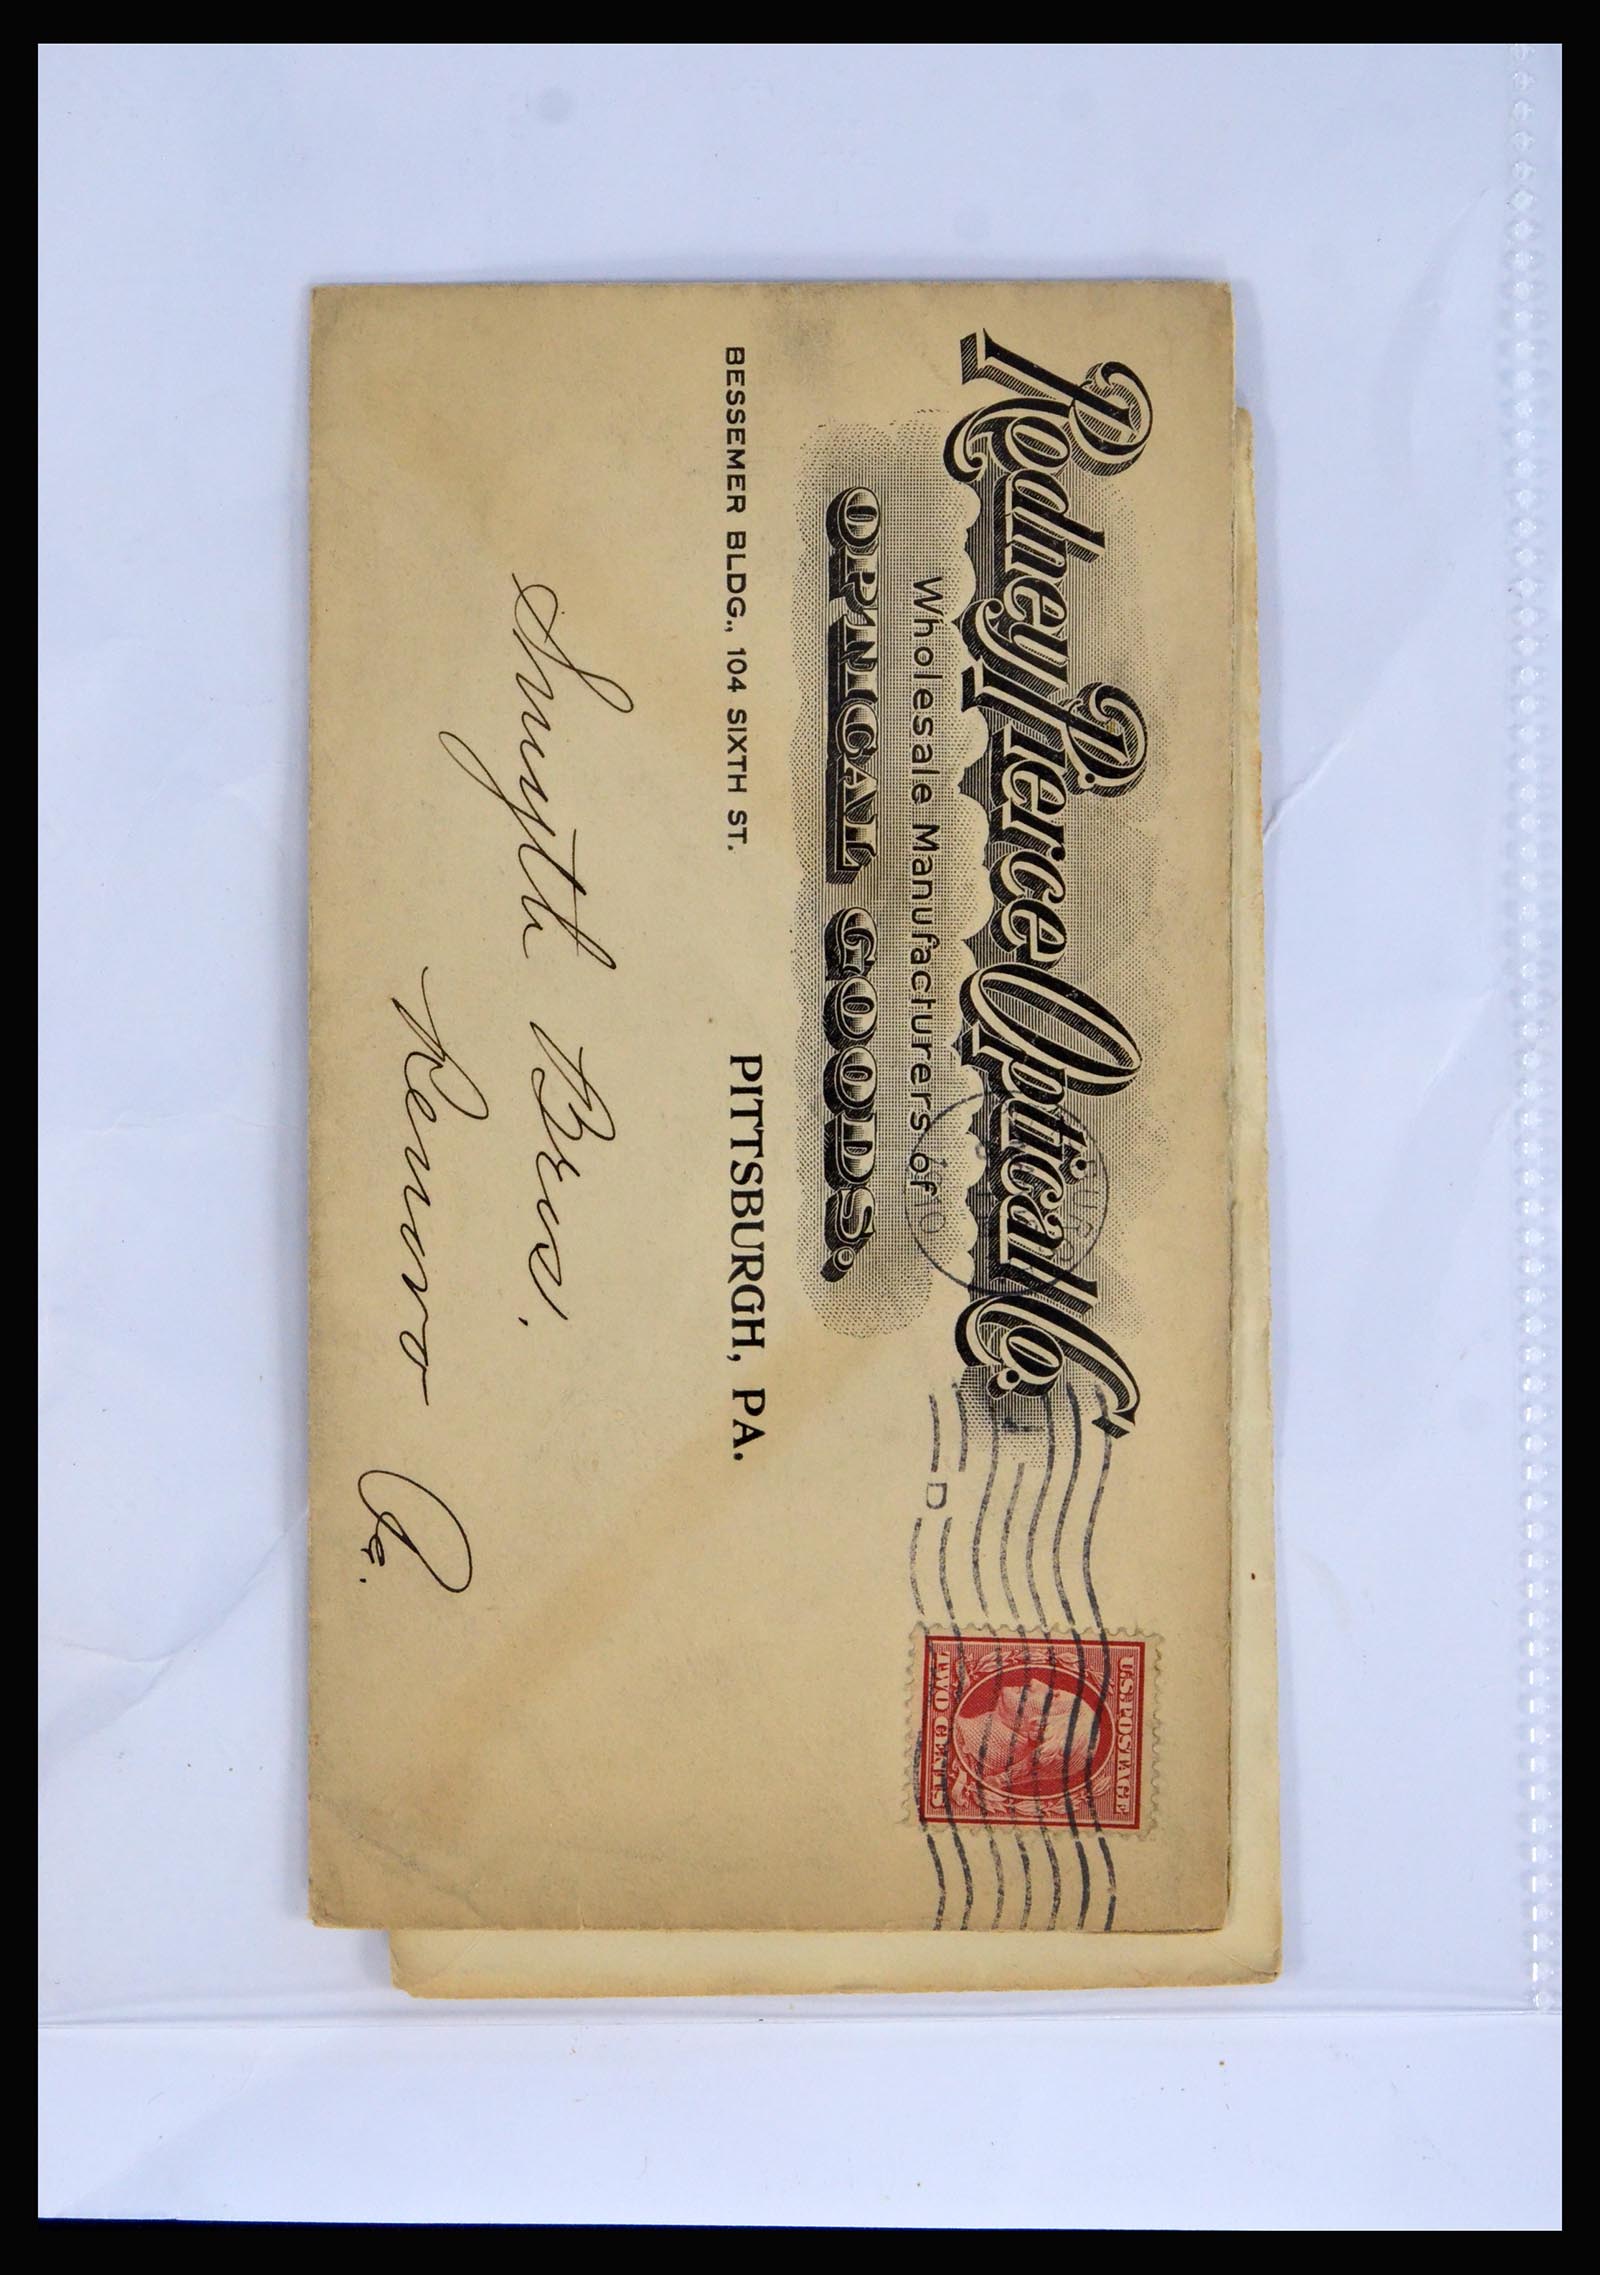 Rodney Pierce Optical Co.
Wholesale Manufacturers of
OPTICAL GOODS.
BESSEMER BLDG., 104 SIXTH ST.
PITTSBURGH, PA.
D
U.S. POSTAGE
TWO CENTS
Smyth Bros.
Renovo
Pa.